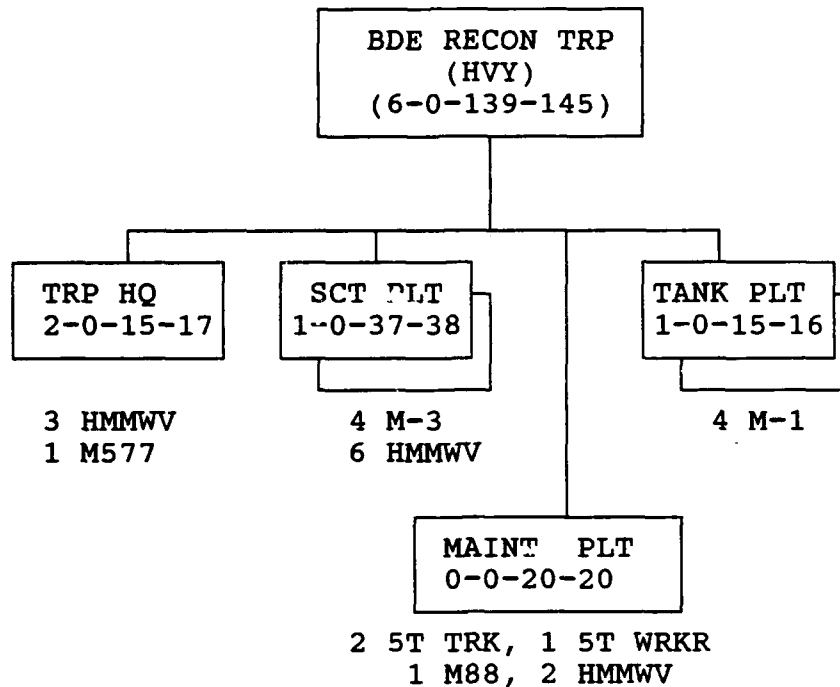 BDE RECON TRP
(HVY)
(6-0-139-145)
TRP HQ
2-0-15-17
3 HMMWV
1 M577
SCT PLT
1-0-37-38
4 M-3
6 HMMWV
TANK PLT
1-0-15-16
4 M-1
MAINT PLT
0-0-20-20
2 5T TRK, 1 5T WRKR
1 M88, 2 HMMWV